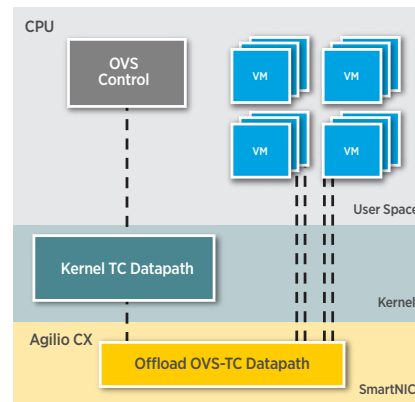 CPU
OVS
Control
VM
VM
VM
VM
User Space
Kernel TC Datapath
Kernel
Agilio CX
Offload OVS-TC Datapath
SmartNIC